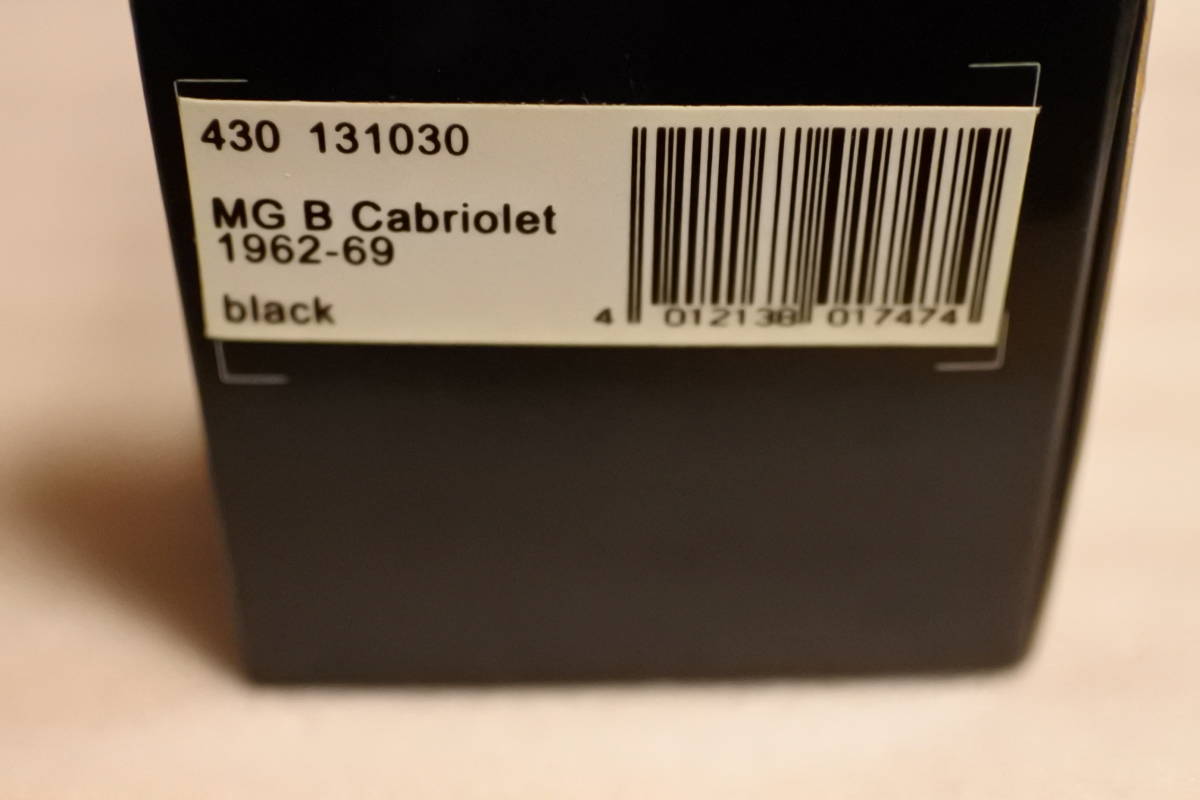 430 131030
MG B Cabriolet
1962-69
black
4 012138 017474